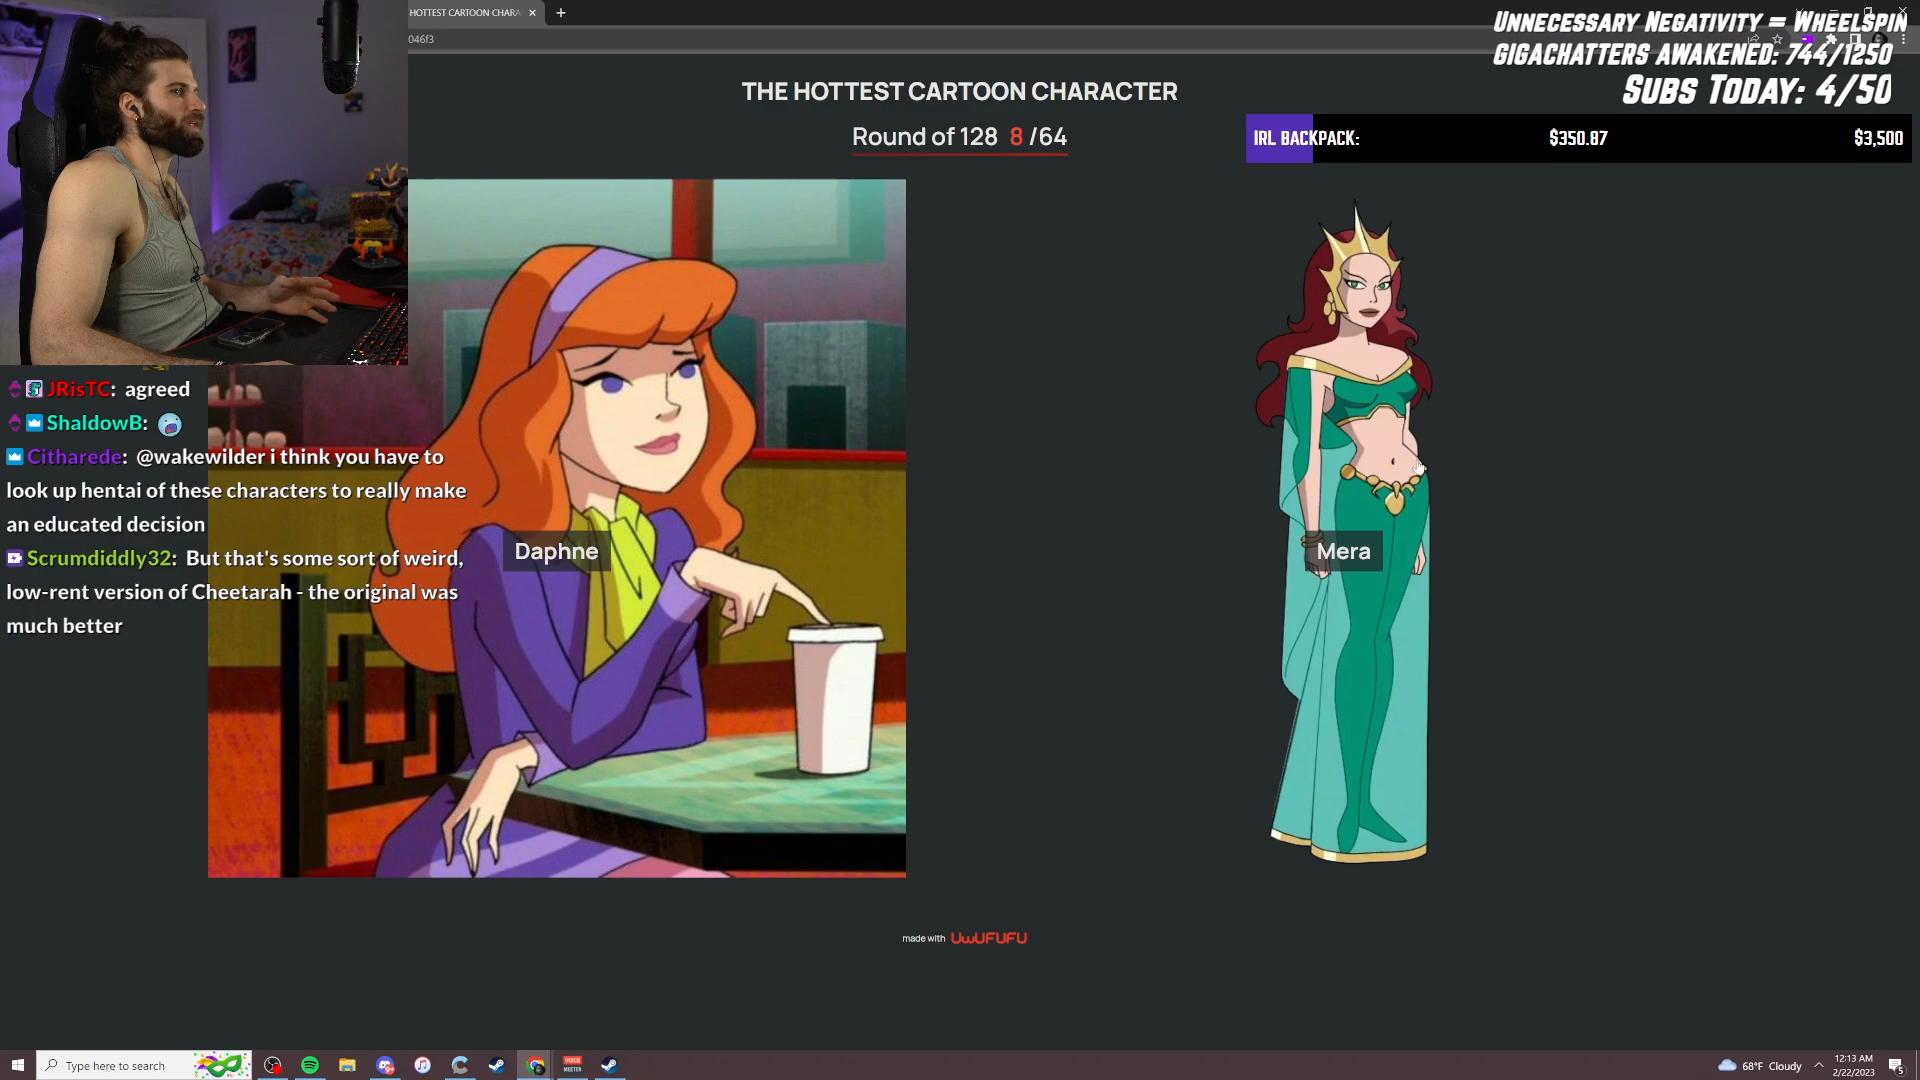 HOTTEST CARTOON CHARA
046f3
UNNECESSARY NEGATIVITY = WHEELSPIN
GIGACHATTERS AWAKENED: 744/1250
SUBS TODAY: 4/50
IRL BACKPACK: $350.87 $3,500
THE HOTTEST CARTOON CHARACTER
Round of 128 8 /64
JRisTC: agreed
ShaldowB:
Citharede: @wakewilder i think you have to
look up hentai of these characters to really make
an educated decision
Scrumdiddly32: But that's some sort of weird,
low-rent version of Cheetarah - the original was
much better
Daphne
Mera
made with UwUFUFU
Type here to search
VOICE
MEETER
68°F Cloudy
12:13 AM
2/22/2023
5